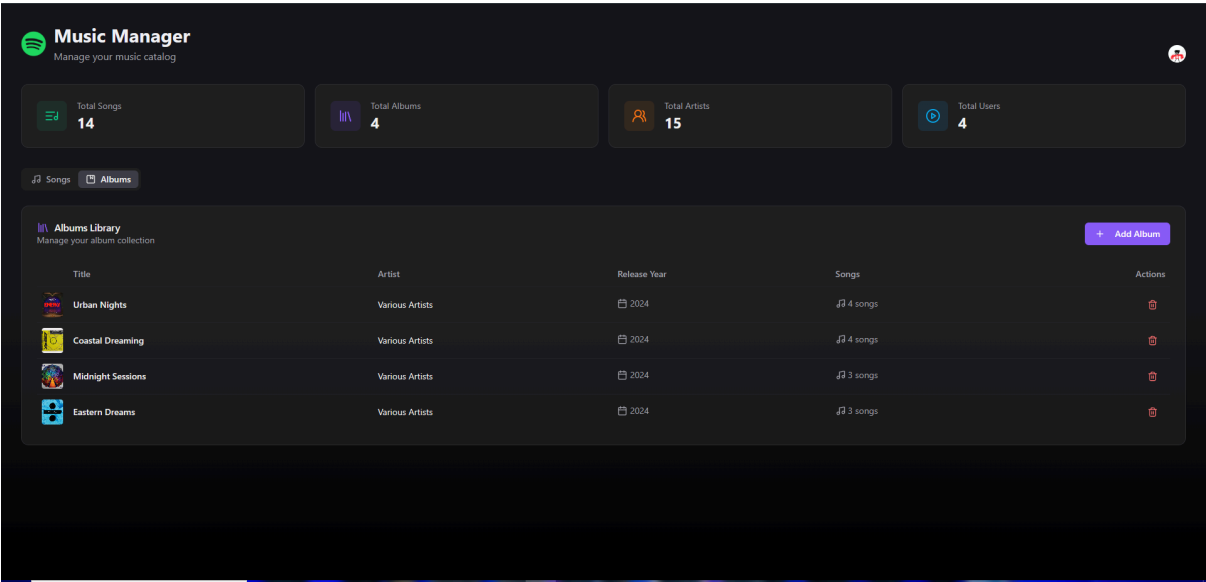 Music Manager
Manage your music catalog
Total Songs
14
Total Albums
4
Total Artists
15
Total Users
4
Songs Albums
Albums Library
Manage your album collection
+ Add Album
Title Artist Release Year Songs Actions
Urban Nights Various Artists 2024 4 songs
Coastal Dreaming Various Artists 2024 4 songs
Midnight Sessions Various Artists 2024 3 songs
Eastern Dreams Various Artists 2024 3 songs